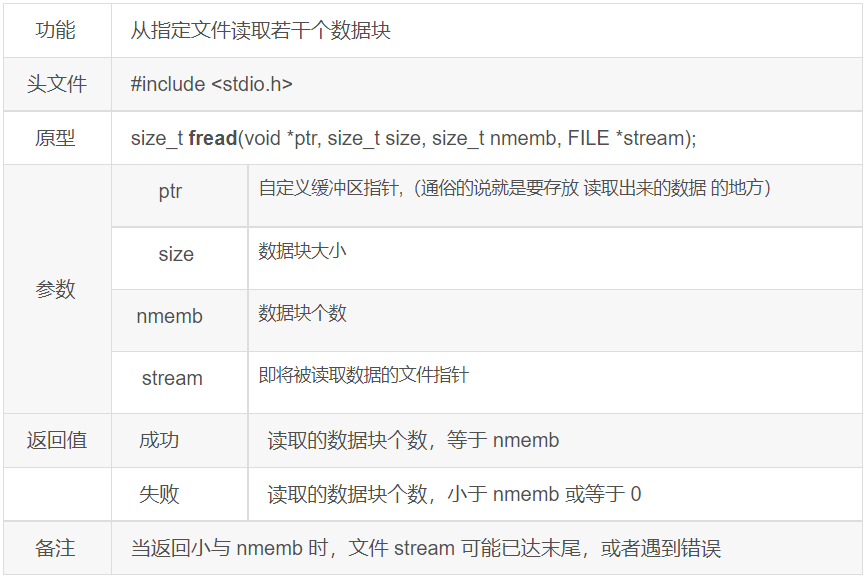 功能 从指定文件读取若干个数据块
头文件 #include <stdio.h>
原型 size_t fread(void *ptr, size_t size, size_t nmemb, FILE *stream);
参数
ptr 自定义缓冲区指针,（通俗的说就是要存放 读取出来的数据 的地方）
size 数据块大小
nmemb 数据块个数
stream 即将被读取数据的文件指针
返回值 成功 读取的数据块个数，等于 nmemb
失败 读取的数据块个数，小于 nmemb 或等于 0
备注 当返回小与 nmemb 时，文件 stream 可能已达末尾，或者遇到错误